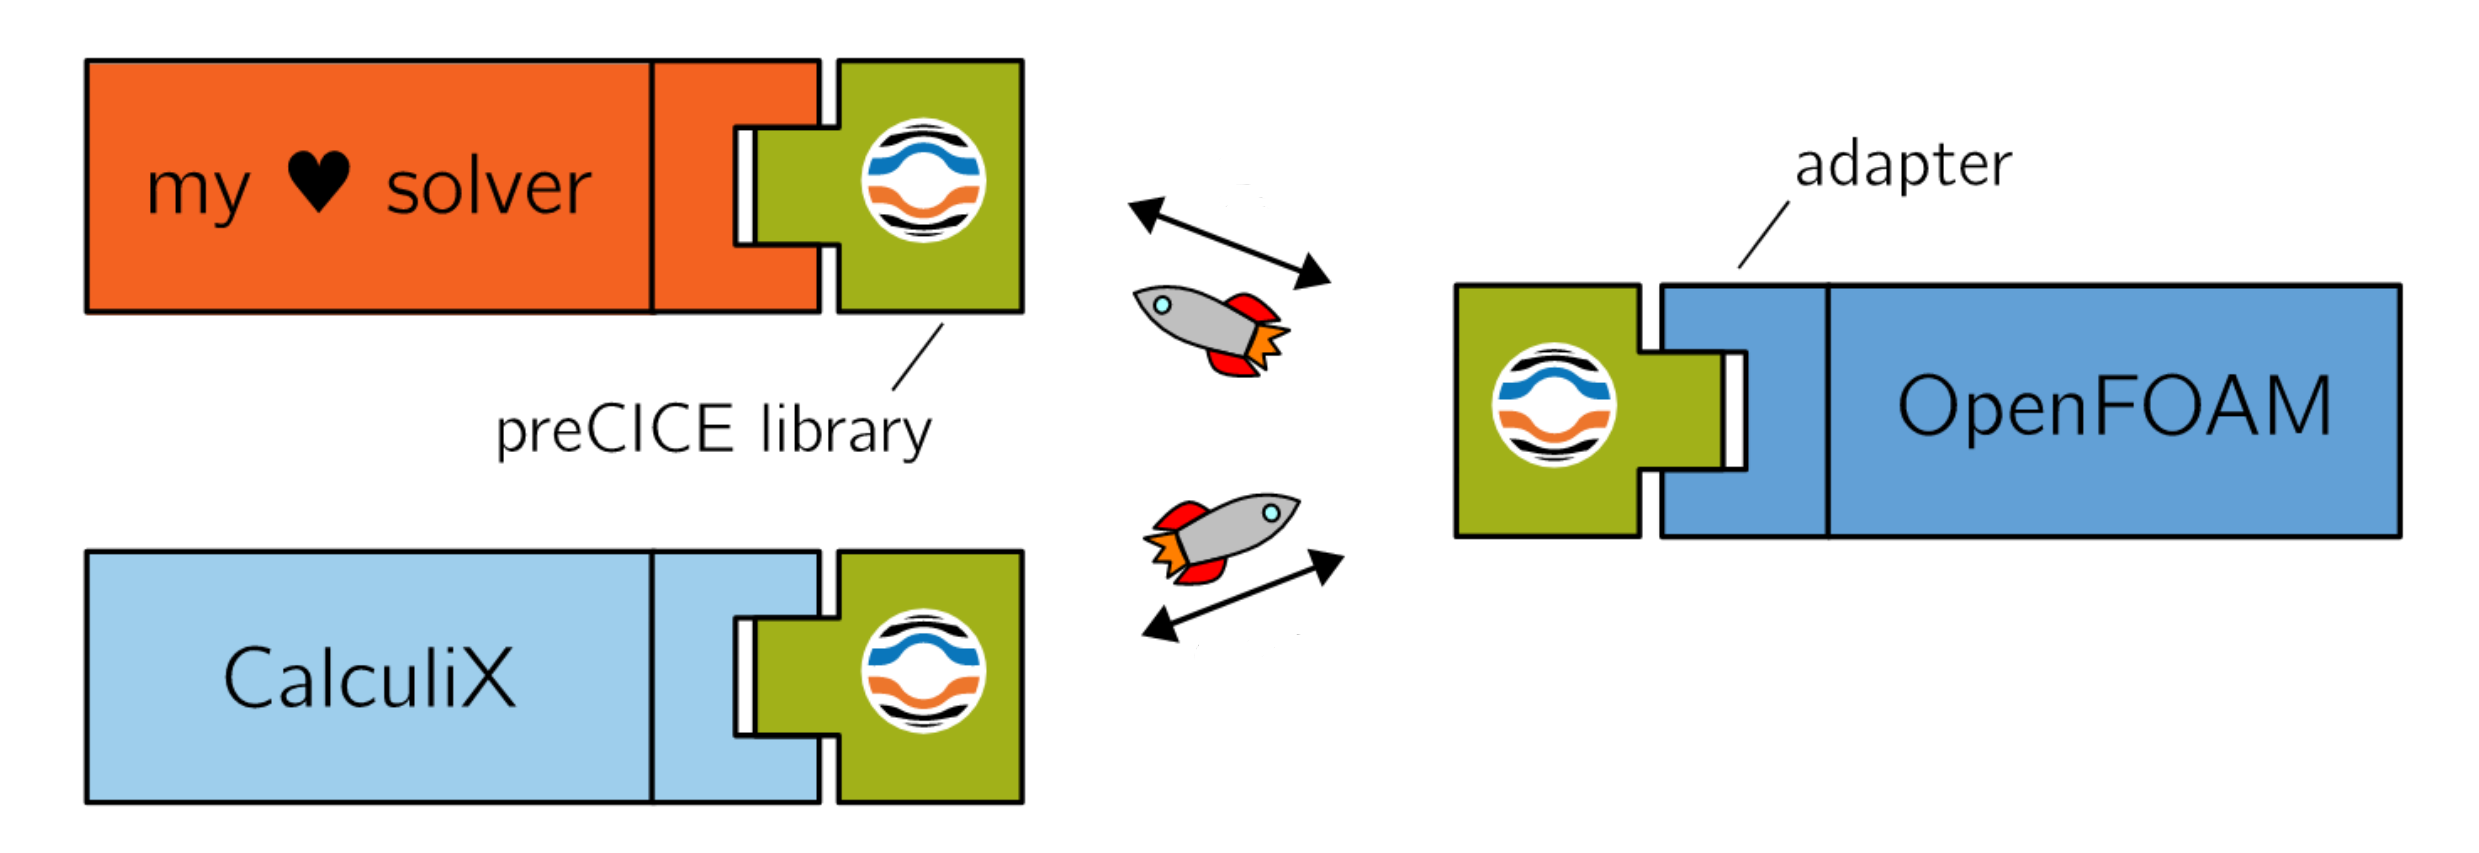 my ♥ solver
adapter
preCICE library
OpenFOAM
CalculiX